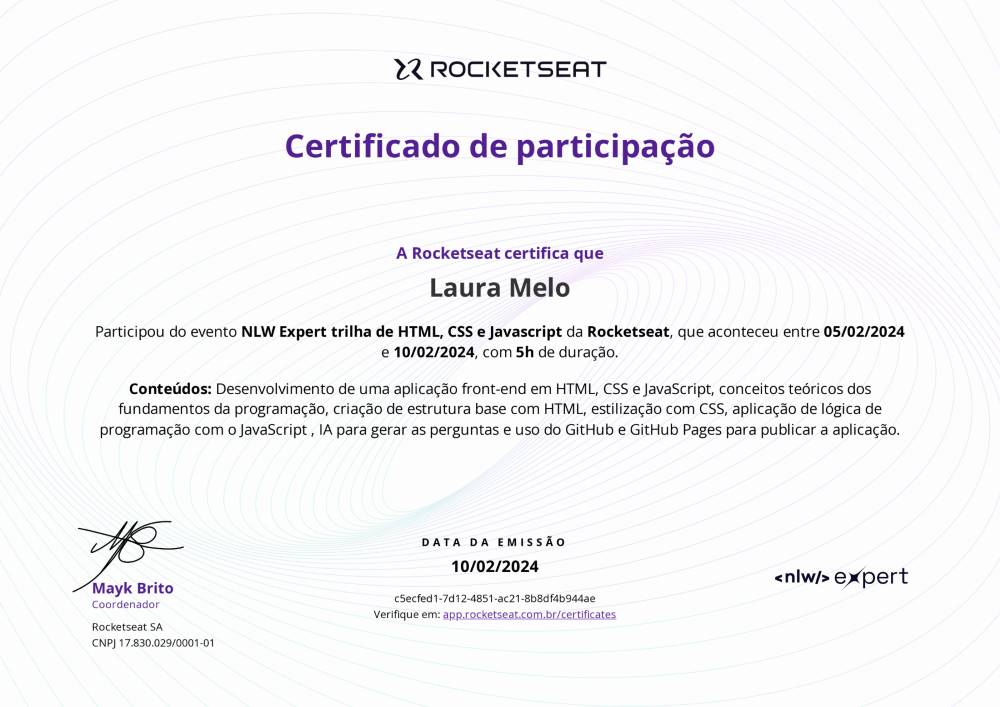 ROCKETSEAT
Certificado de participação
A Rocketseat certifica que
Laura Melo
Participou do evento NLW Expert trilha de HTML, CSS e Javascript da Rocketseat, que aconteceu entre 05/02/2024
e 10/02/2024, com 5h de duração.
Conteúdos: Desenvolvimento de uma aplicação front-end em HTML, CSS e JavaScript, conceitos teóricos dos
fundamentos da programação, criação de estrutura base com HTML, estilização com CSS, aplicação de lógica de
programação com o JavaScript , IA para gerar as perguntas e uso do GitHub e GitHub Pages para publicar a aplicação.
Mayk Brito
Coordenador
Rocketseat SA
CNPJ 17.830.029/0001-01
DATA DA EMISSÃO
10/02/2024
c5ecfed1-7d12-4851-ac21-8b8df4b944ae
Verifique em: app.rocketseat.com.br/certificates
<nlw/> expert